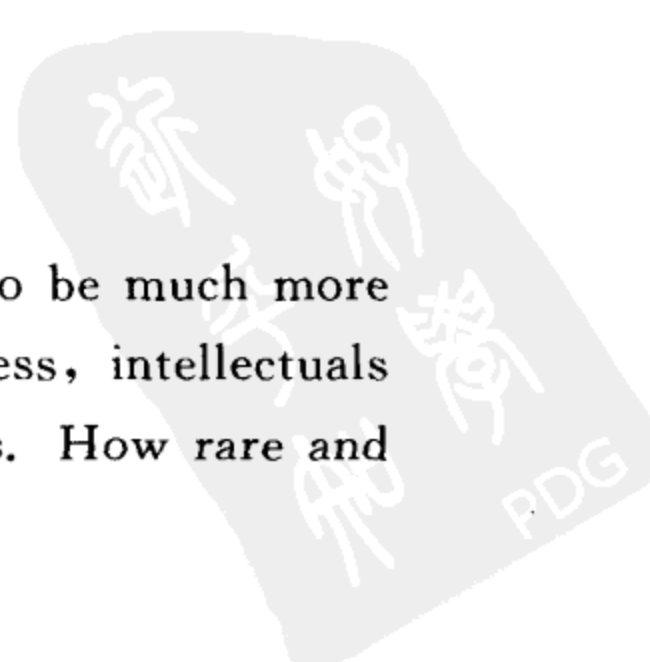 o be much more
ess, intellectuals
s. How rare and
PDG